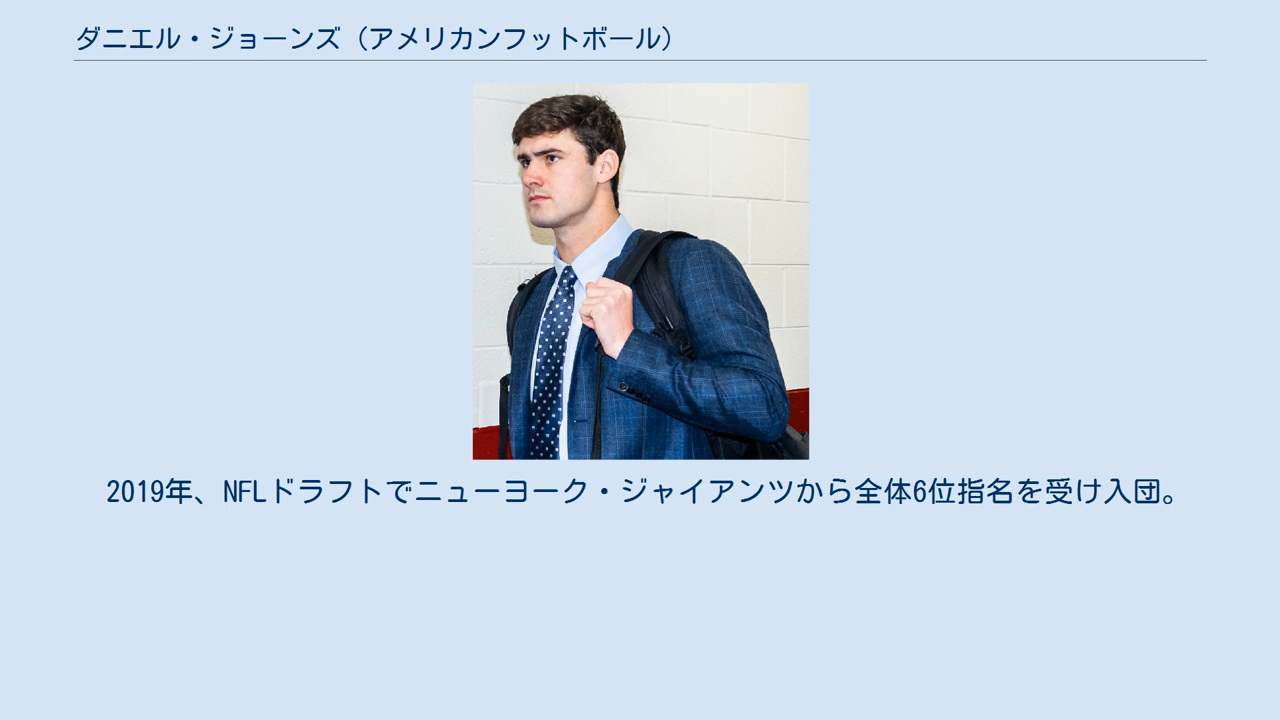 ダニエル・ジョーンズ（アメリカンフットボール）
2019年、NFLドラフトでニューヨーク・ジャイアンツから全体6位指名を受け入団。